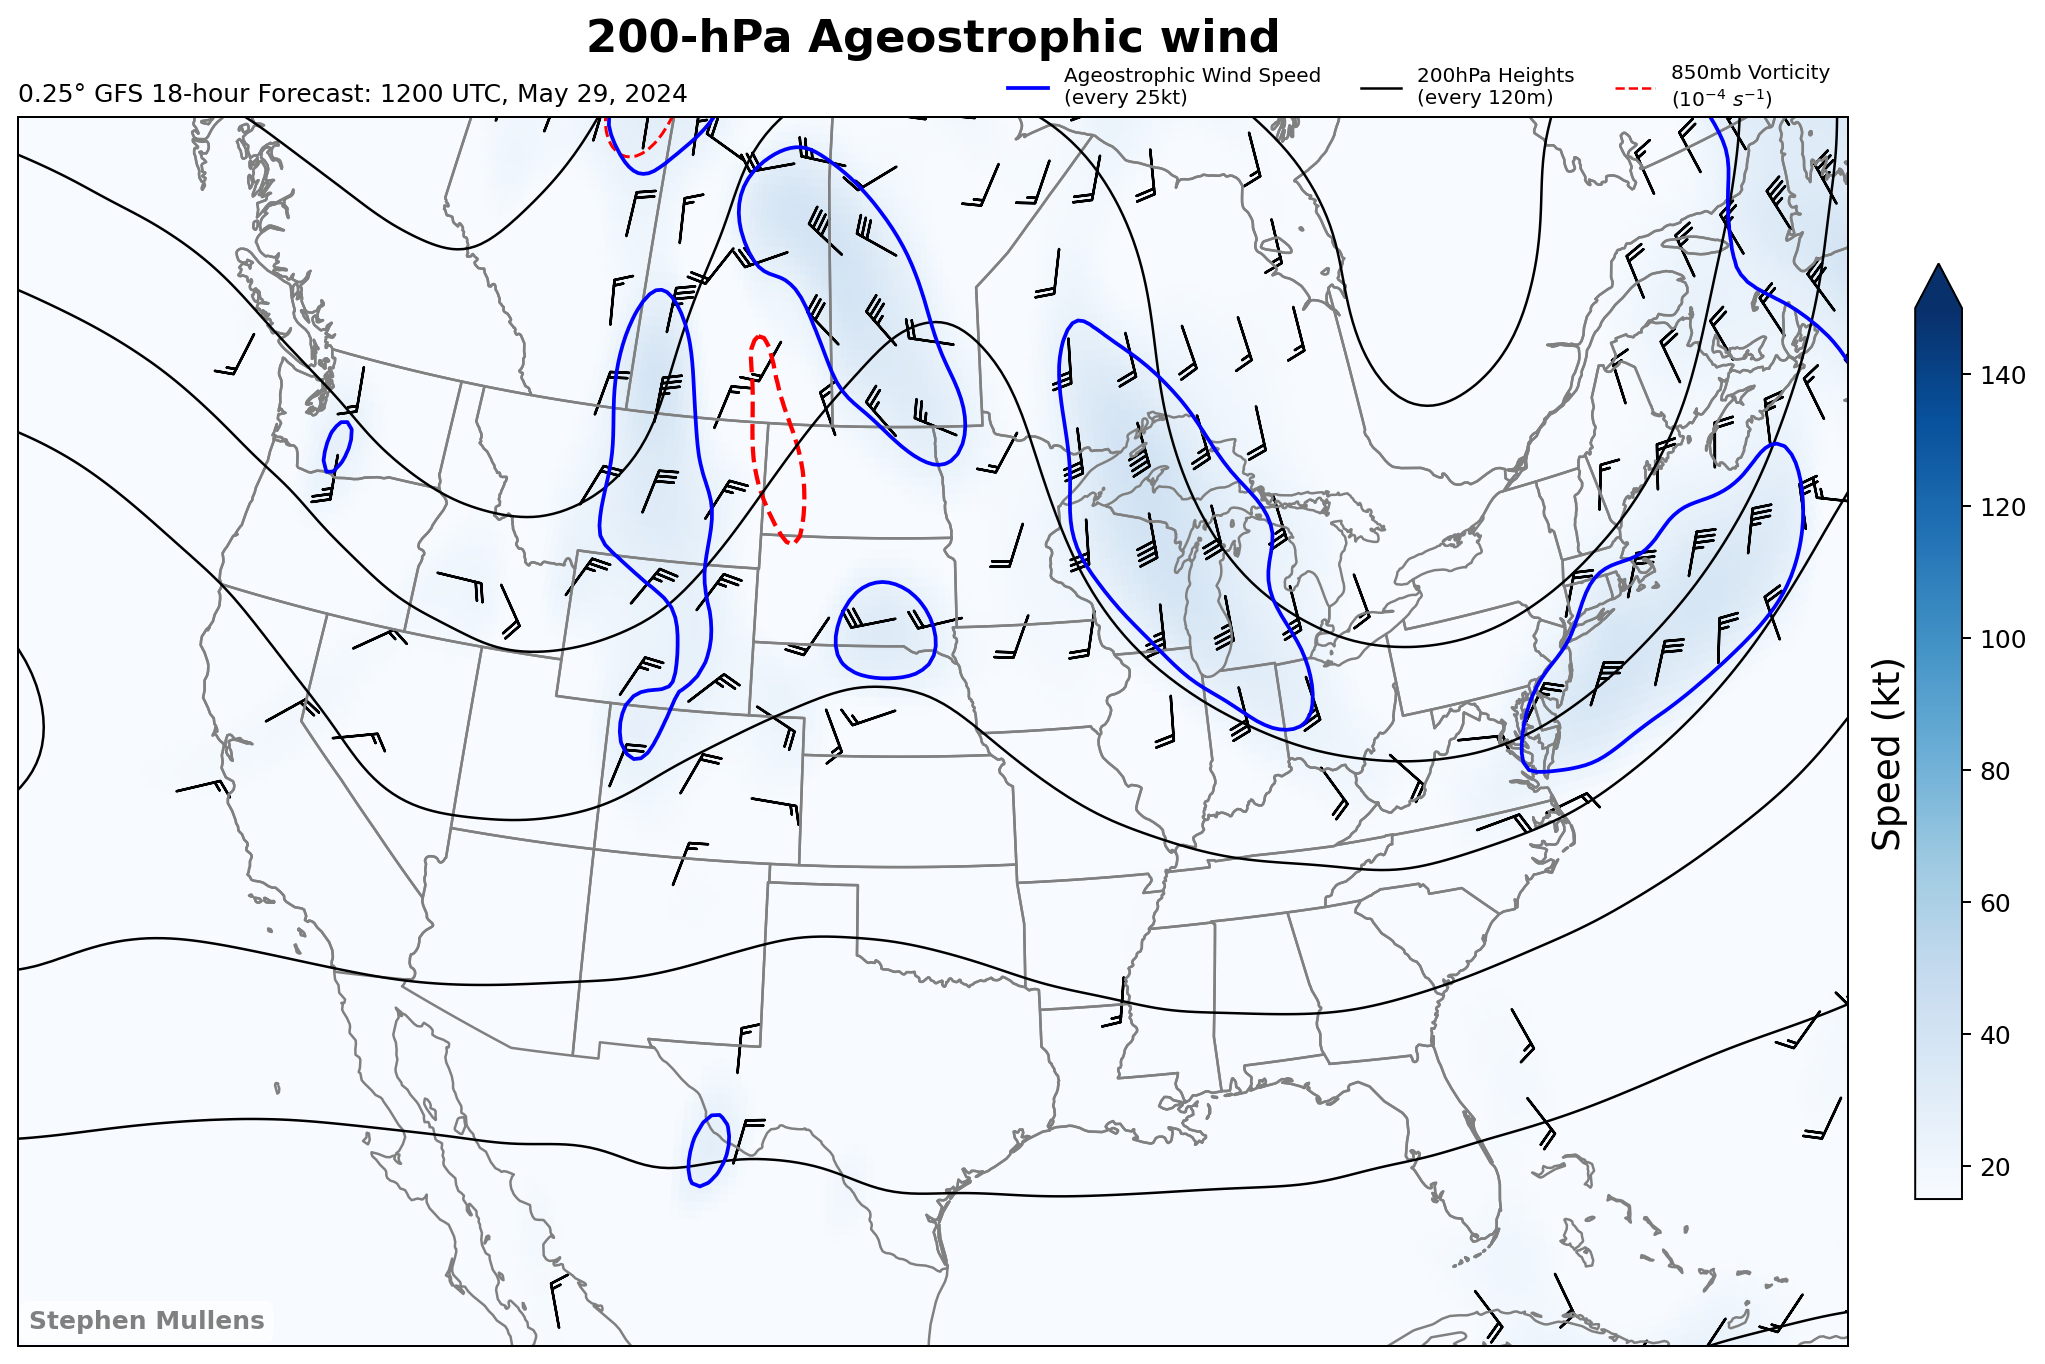 200-hPa Ageostrophic wind
0.25° GFS 18-hour Forecast: 1200 UTC, May 29, 2024
Ageostrophic Wind Speed
(every 25kt)
200hPa Heights
(every 120m)
850mb Vorticity
(10⁻⁴ s⁻¹)
140
120
100
80
60
40
20
Speed (kt)
Stephen Mullens